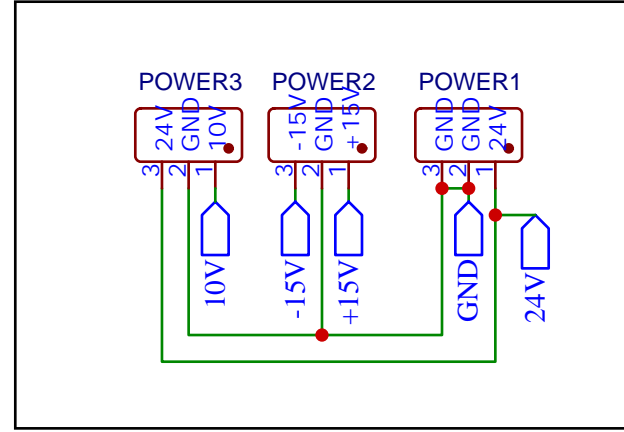 POWER3
POWER2
POWER1
24V
GND
10V
-15V
GND
+15V
GND
GND
24V
3
2
1
3
2
1
3
2
1
10V
-15V
+15V
GND
24V